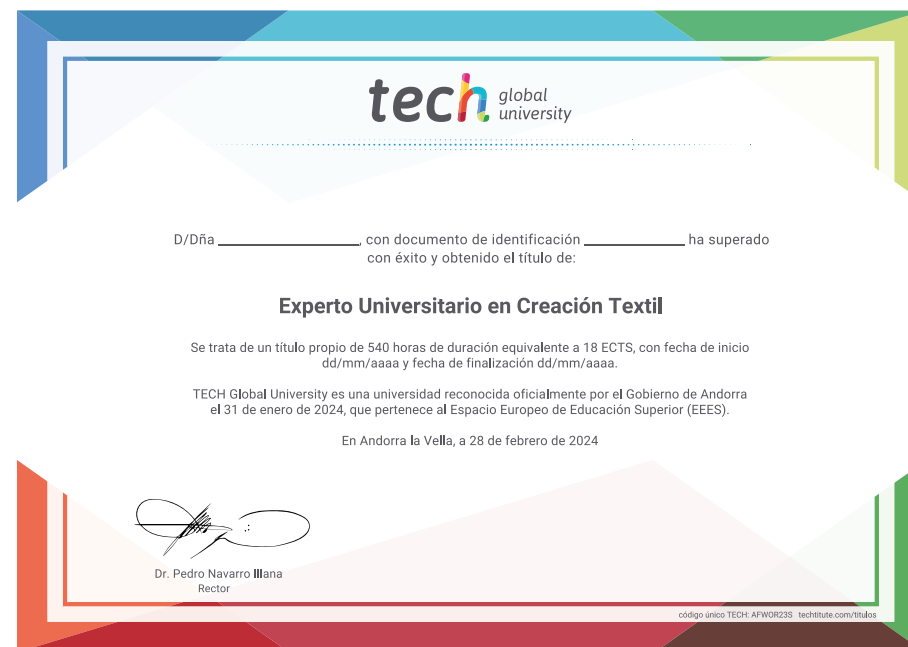 tech global university
D/Dña ____________________, con documento de identificación ______________ ha superado
con éxito y obtenido el título de:
Experto Universitario en Creación Textil
Se trata de un título propio de 540 horas de duración equivalente a 18 ECTS, con fecha de inicio
dd/mm/aaaa y fecha de finalización dd/mm/aaaa.
TECH Global University es una universidad reconocida oficialmente por el Gobierno de Andorra
el 31 de enero de 2024, que pertenece al Espacio Europeo de Educación Superior (EEES).
En Andorra la Vella, a 28 de febrero de 2024
Dr. Pedro Navarro Illana
Rector
código único TECH: AFWOR23S techtitute.com/titulos